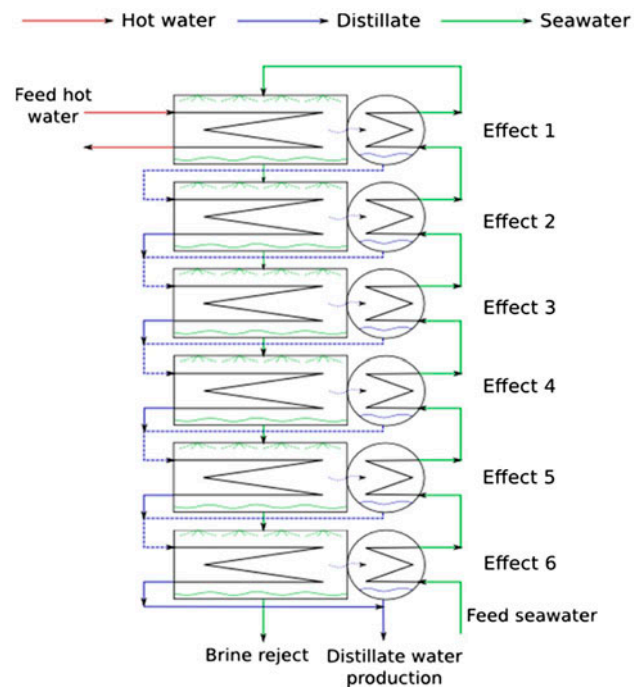 Hot water
Distillate
Seawater
Feed hot
water
Effect 1
Effect 2
Effect 3
Effect 4
Effect 5
Effect 6
Feed seawater
Brine reject
Distillate water
production